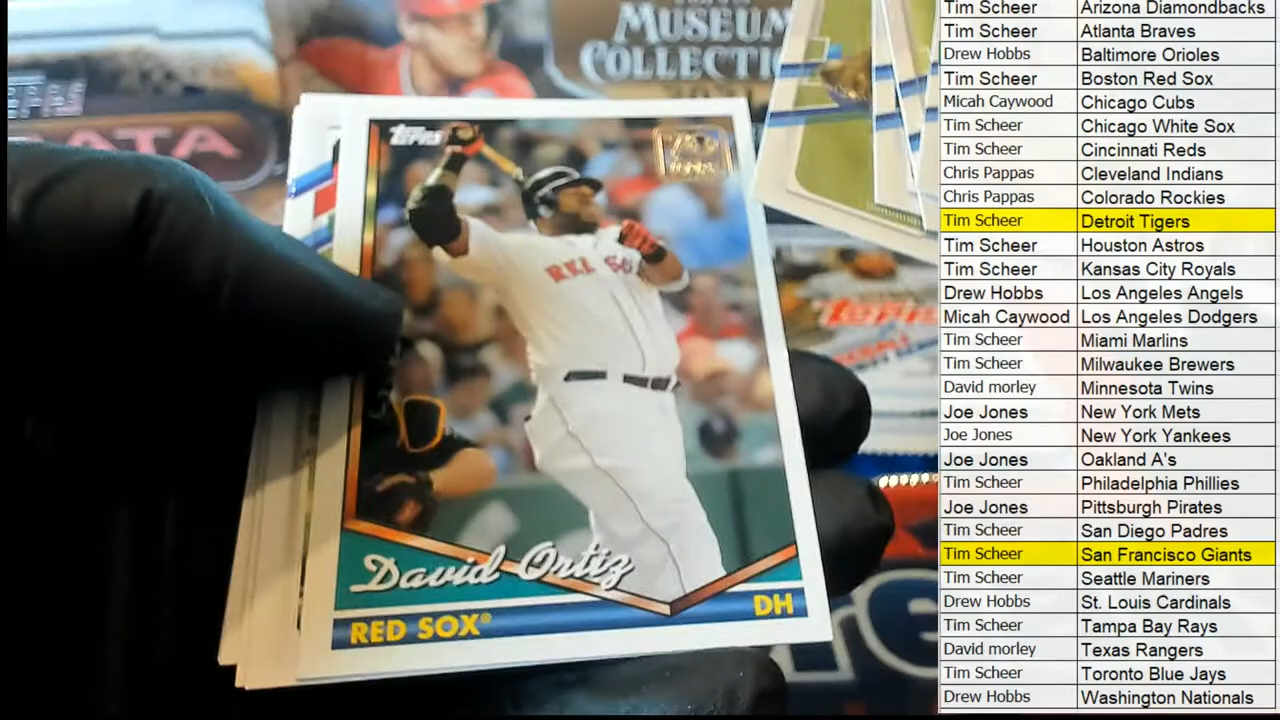 MUSEUM
COLLECTION
Topps
David Ortiz
RED SOX
DH
Tim Scheer Arizona Diamondbacks
Tim Scheer Atlanta Braves
Drew Hobbs Baltimore Orioles
Tim Scheer Boston Red Sox
Micah Caywood Chicago Cubs
Tim Scheer Chicago White Sox
Tim Scheer Cincinnati Reds
Chris Pappas Cleveland Indians
Chris Pappas Colorado Rockies
Tim Scheer Detroit Tigers
Tim Scheer Houston Astros
Tim Scheer Kansas City Royals
Drew Hobbs Los Angeles Angels
Micah Caywood Los Angeles Dodgers
Tim Scheer Miami Marlins
Tim Scheer Milwaukee Brewers
David morley Minnesota Twins
Joe Jones New York Mets
Joe Jones New York Yankees
Joe Jones Oakland A's
Tim Scheer Philadelphia Phillies
Joe Jones Pittsburgh Pirates
Tim Scheer San Diego Padres
Tim Scheer San Francisco Giants
Tim Scheer Seattle Mariners
Drew Hobbs St. Louis Cardinals
Tim Scheer Tampa Bay Rays
David morley Texas Rangers
Tim Scheer Toronto Blue Jays
Drew Hobbs Washington Nationals